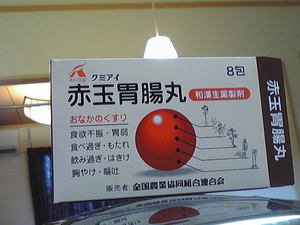 A・coop
クミアイ
8包
赤玉胃腸丸
和漢生薬製剤
おなかのくすり
食欲不振・胃弱
食べ過ぎ・もたれ
飲み過ぎ・はきけ
胸やけ・嘔吐
販売者 全国農業協同組合連合会
赤玉胃腸丸